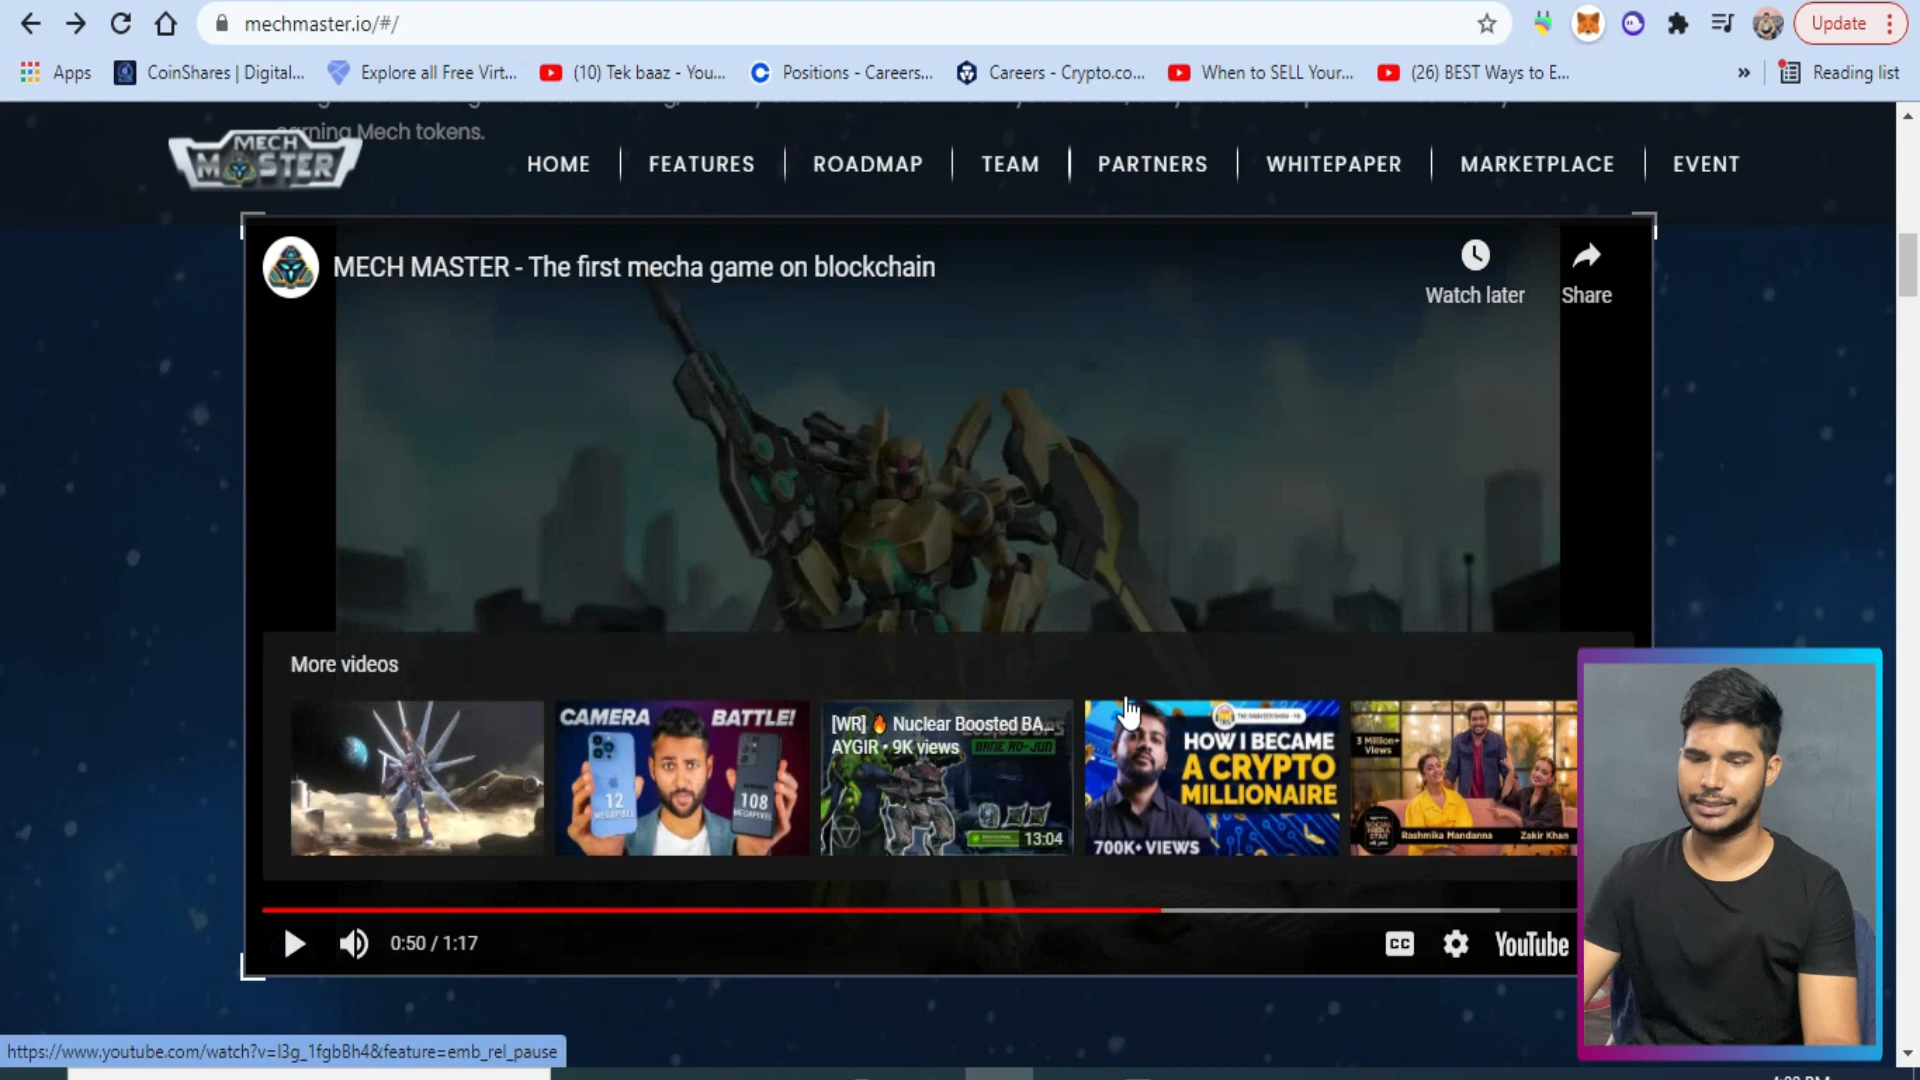 mechmaster.io/#/
Update
Apps
CoinShares | Digital...
Explore all Free Virt...
(10) Tek baaz - You...
Positions - Careers...
Careers - Crypto.co...
When to SELL Your...
(26) BEST Ways to E...
»
Reading list
earning Mech tokens.
MECH
MASTER
HOME
FEATURES
ROADMAP
TEAM
PARTNERS
WHITEPAPER
MARKETPLACE
EVENT
MECH MASTER - The first mecha game on blockchain
Watch later
Share
More videos
CAMERA BATTLE!
12
MEGAPIXEL
108
MEGAPIXEL
[WR] 🔥 Nuclear Boosted BA...
AYGIR • 9K views
13:04
HOW I BECAME
A CRYPTO
MILLIONAIRE
700K+ VIEWS
3 Million+
Views
Rashmika Mandanna
Zakir Khan
0:50 / 1:17
CC
YouTube
https://www.youtube.com/watch?v=l3g_1fgbBh4&feature=emb_rel_pause